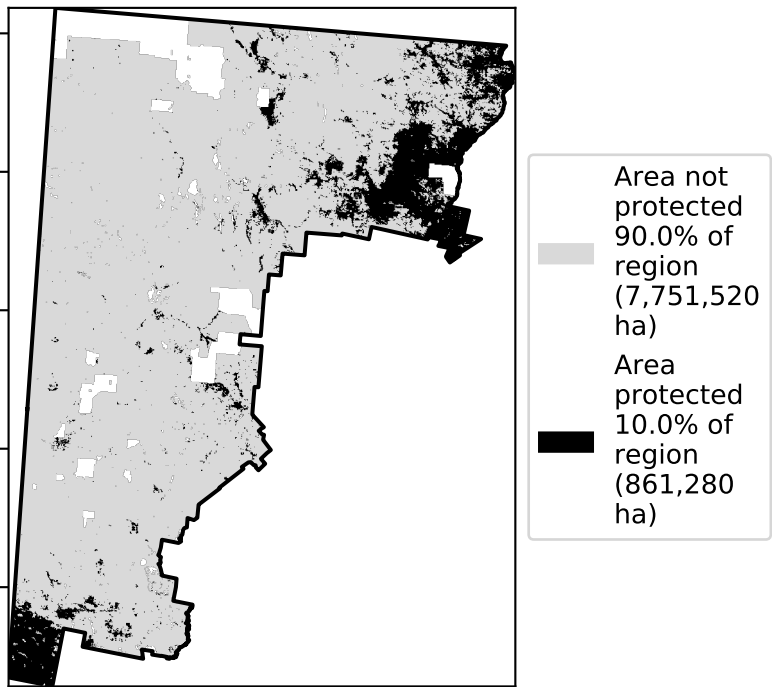 Area not
protected
90.0% of
region
(7,751,520
ha)
Area
protected
10.0% of
region
(861,280
ha)